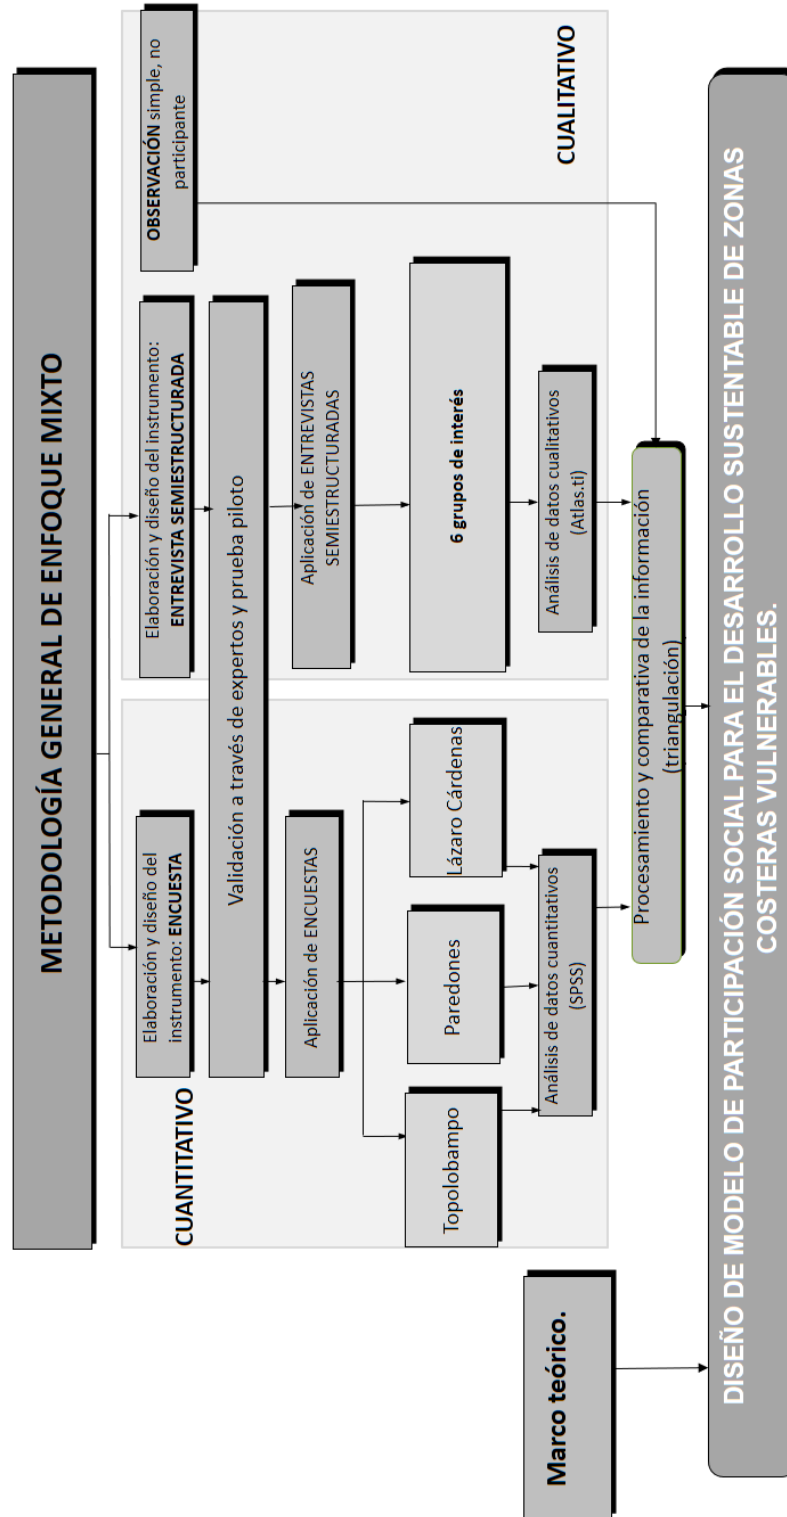 METODOLOGÍA GENERAL DE ENFOQUE MIXTO
CUANTITATIVO
Elaboración y diseño del
instrumento: ENCUESTA
Elaboración y diseño del instrumento:
ENTREVISTA SEMIESTRUCTURADA
OBSERVACIÓN simple, no
participante
Validación a través de expertos y prueba piloto
Aplicación de ENCUESTAS
Aplicación de ENTREVISTAS
SEMIESTRUCTURADAS
Topolobampo
Paredones
Lázaro Cárdenas
6 grupos de interés
Análisis de datos cuantitativos
(SPSS)
Análisis de datos cualitativos
(Atlas.ti)
CUALITATIVO
Marco teórico.
Procesamiento y comparativa de la información
(triangulación)
DISEÑO DE MODELO DE PARTICIPACIÓN SOCIAL PARA EL DESARROLLO SUSTENTABLE DE ZONAS
COSTERAS VULNERABLES.